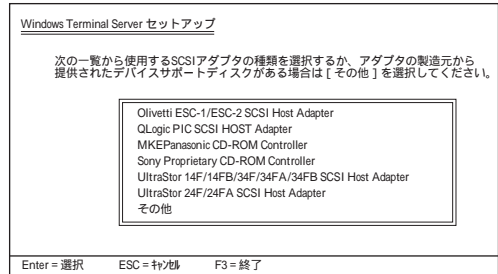 Windows Terminal Server セットアップ
次の一覧から使用するSCSIアダプタの種類を選択するか、アダプタの製造元から
提供されたデバイスサポートディスクがある場合は [ その他 ] を選択してください。
Olivetti ESC-1/ESC-2 SCSI Host Adapter
QLogic PIC SCSI HOST Adapter
MKEPanasonic CD-ROM Controller
Sony Proprietary CD-ROM Controller
UltraStor 14F/14FB/34F/34FA/34FB SCSI Host Adapter
UltraStor 24F/24FA SCSI Host Adapter
その他
Enter = 選択 ESC = ｷｬﾝｾﾙ F3 = 終了